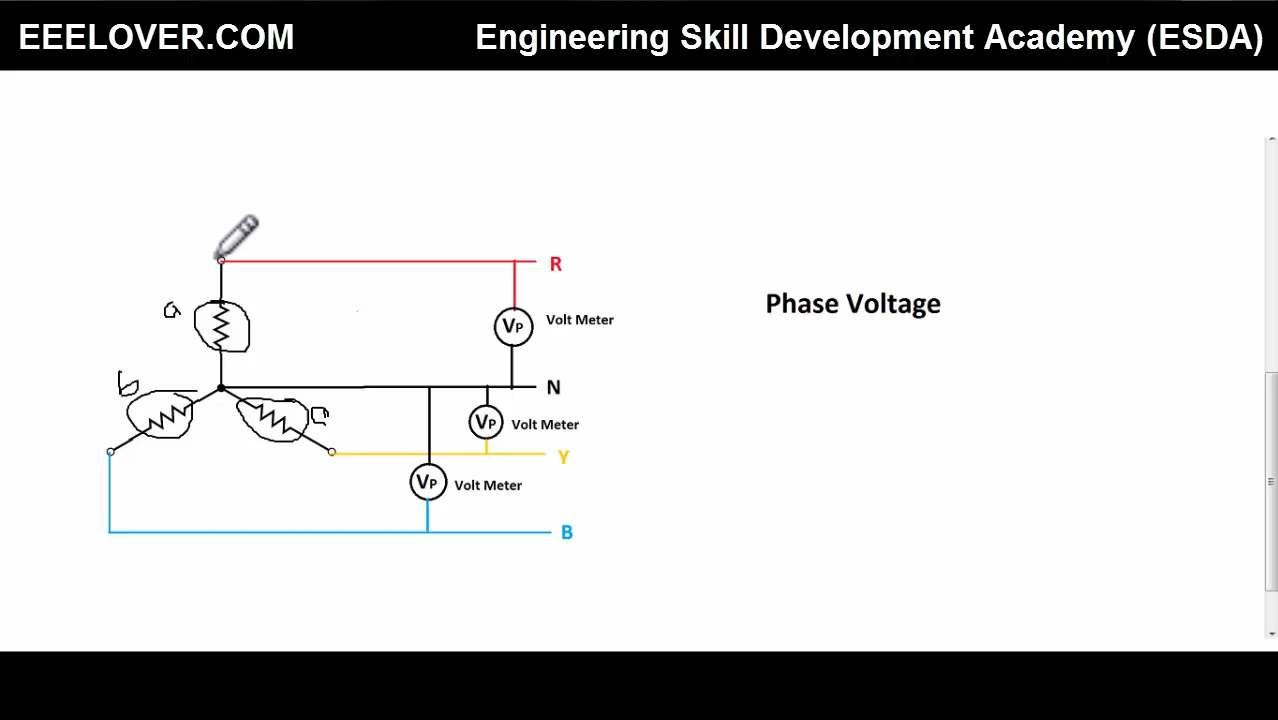 EEELOVER.COM
Engineering Skill Development Academy (ESDA)
R
a
VP Volt Meter
Phase Voltage
b
N
VP Volt Meter
Y
VP Volt Meter
B